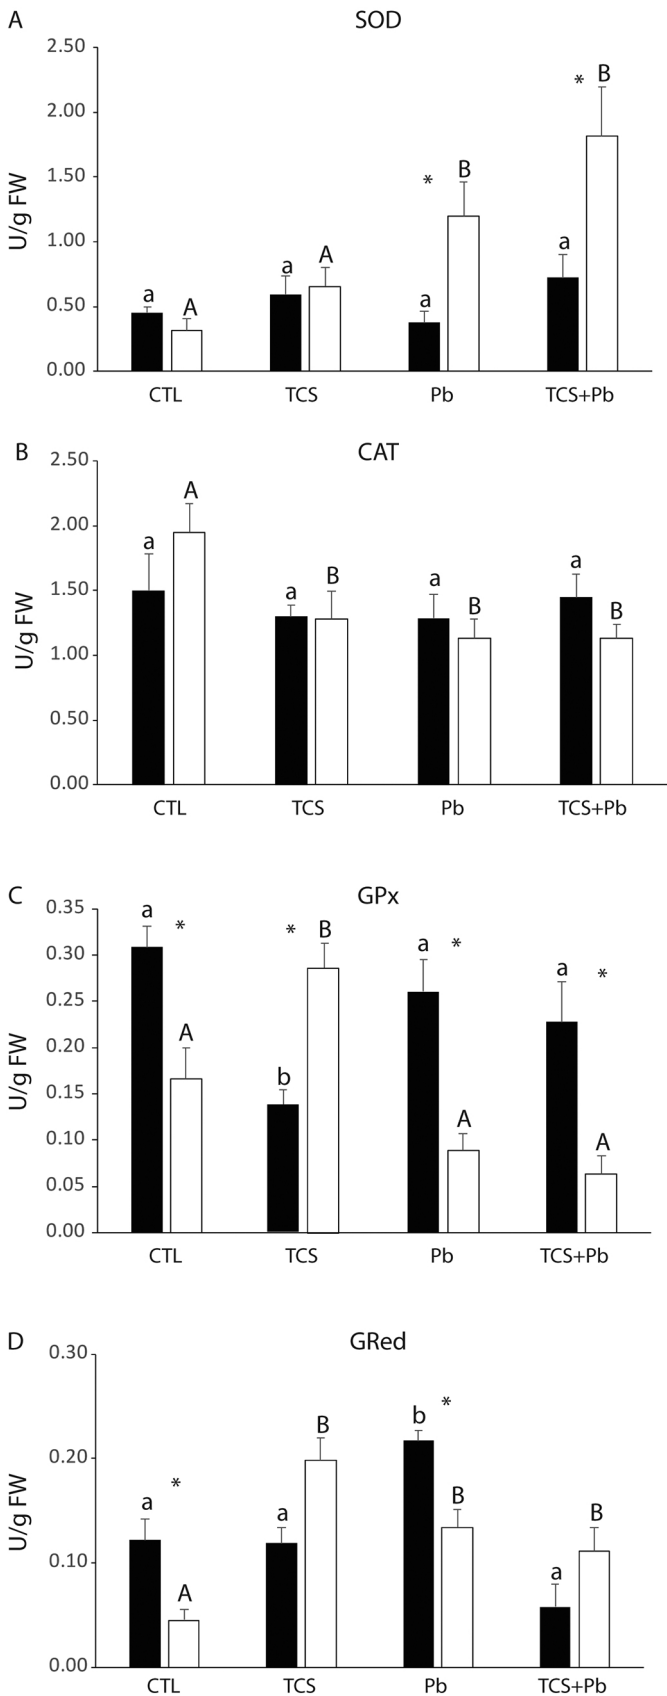 A SOD
2.50
* B
2.00
* B
1.50
U/g FW
1.00
a A a
a A a
0.50
0.00
CTL TCS Pb TCS+Pb
B CAT
2.50
A
2.00
a a B a
1.50
B B
U/g FW
1.00
0.50
0.00
CTL TCS Pb TCS+Pb
C GPx
0.35
a * * B a * a *
0.30
0.25
U/g FW
0.20
A
0.15
b
A A
0.10
0.05
0.00
CTL TCS Pb TCS+Pb
D GRed
0.30
b *
B
0.20
a * a B B
U/g FW
0.10
A a
0.00
CTL TCS Pb TCS+Pb